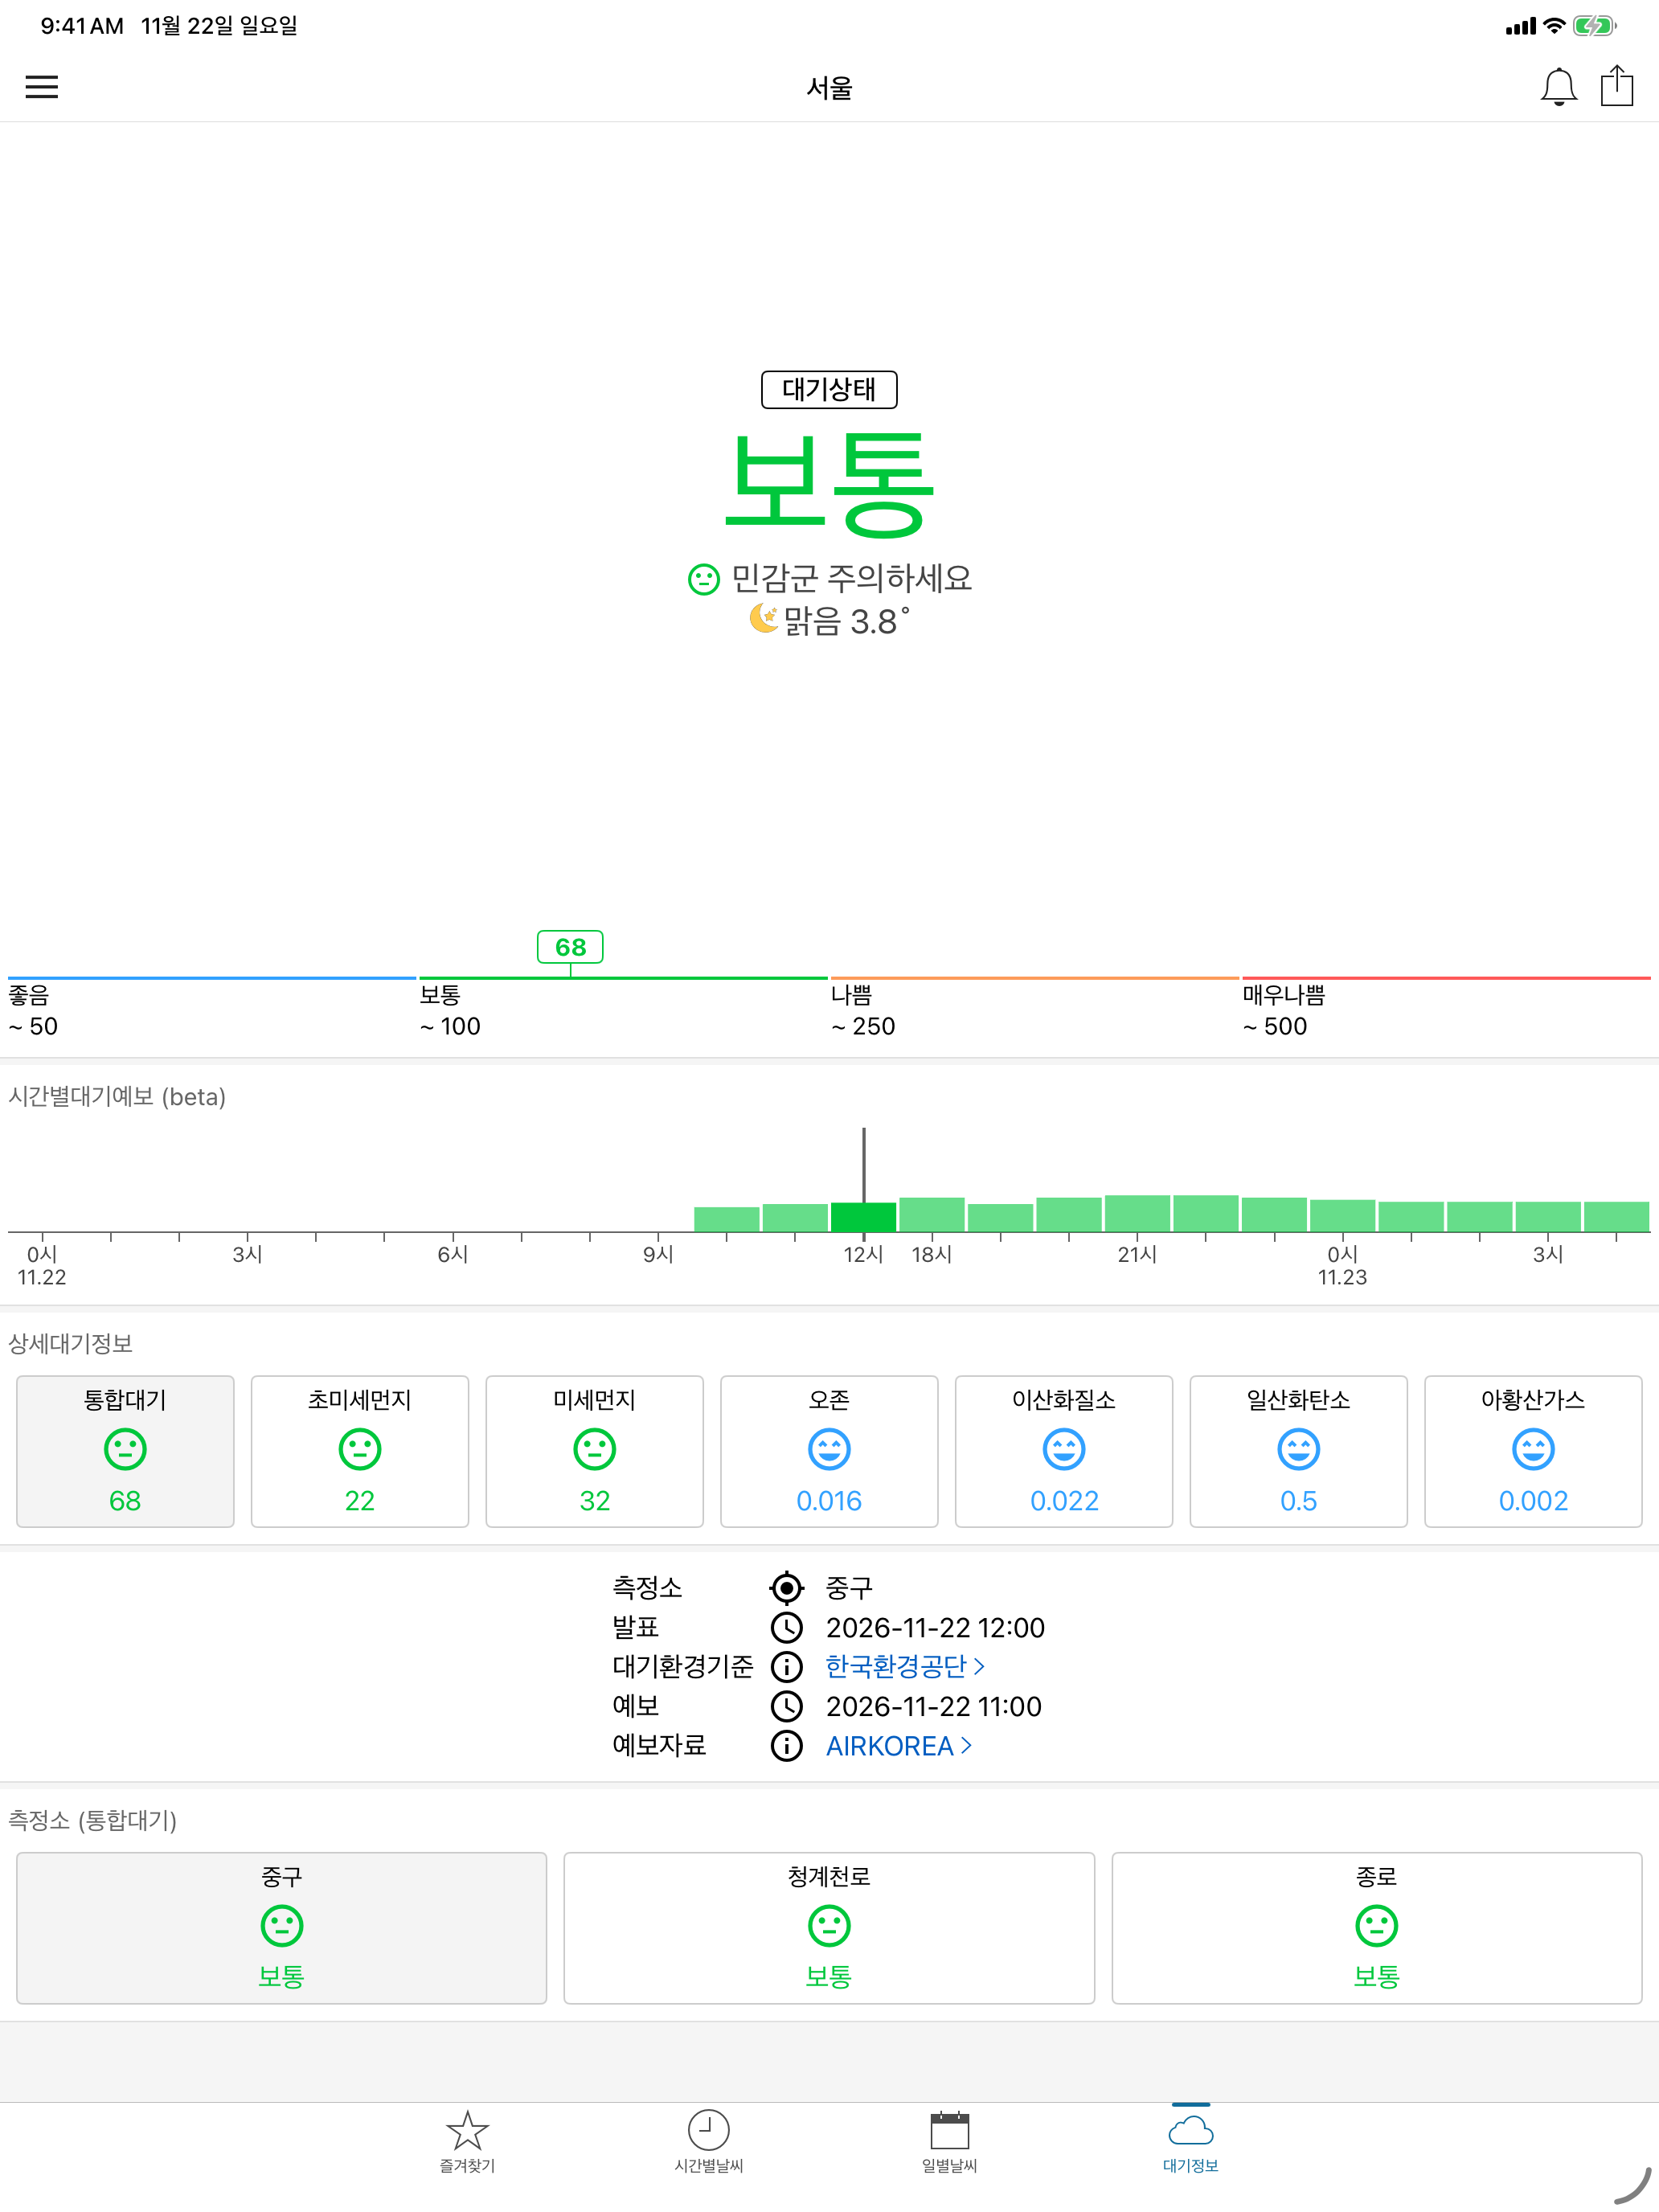 9:41 AM 11월 22일 일요일
서울
대기상태
보통
민감군 주의하세요
맑음 3.8˚
68
좋음 보통 나쁨 매우나쁨
~ 50 ~ 100 ~ 250 ~ 500
시간별대기예보 (beta)
0시 3시 6시 9시 12시 18시 21시 0시 3시
11.22 11.23
상세대기정보
통합대기 초미세먼지 미세먼지 오존 이산화질소 일산화탄소 아황산가스
68 22 32 0.016 0.022 0.5 0.002
측정소 중구
발표 2026-11-22 12:00
대기환경기준 한국환경공단
예보 2026-11-22 11:00
예보자료 AIRKOREA
측정소 (통합대기)
중구 청계천로 종로
보통 보통 보통
즐겨찾기 시간별날씨 일별날씨 대기정보